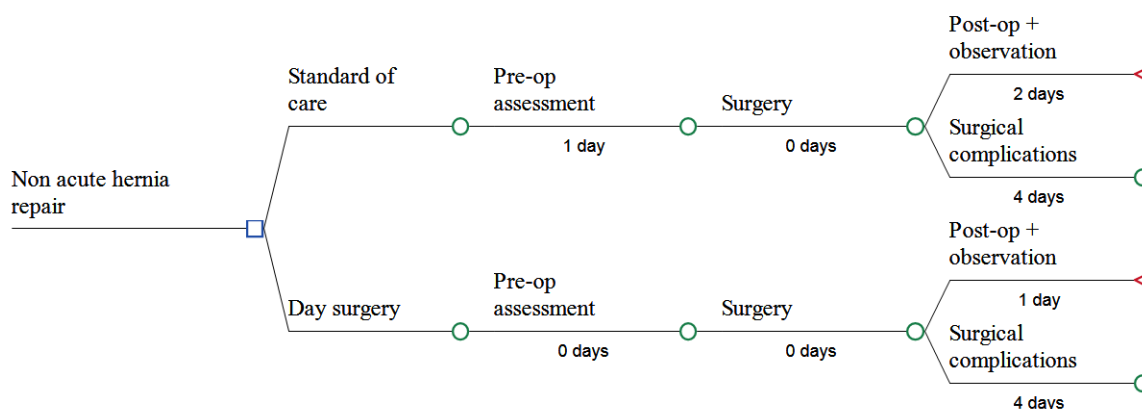 Non acute hernia
repair
Standard of
care
Pre-op
assessment
1 day
Surgery
0 days
Post-op +
observation
2 days
Surgical
complications
4 days
Day surgery
Pre-op
assessment
0 days
Surgery
0 days
Post-op +
observation
1 day
Surgical
complications
4 days